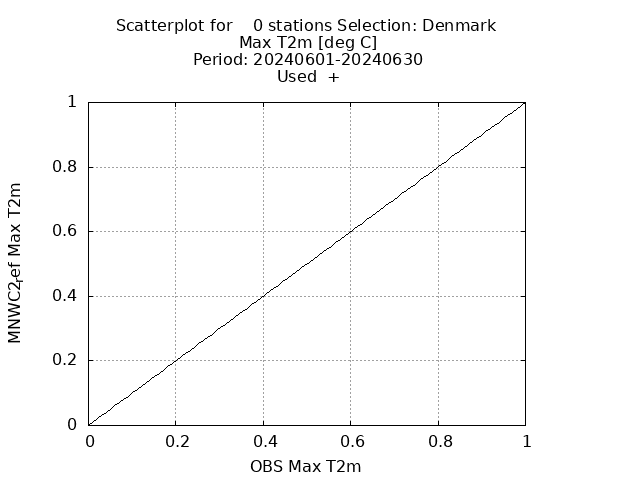 Scatterplot for    0 stations Selection: Denmark
Max T2m [deg C]
Period: 20240601-20240630
Used  +
1
0.8
0.6
0.4
0.2
0
MNWC2ref Max T2m
0 0.2 0.4 0.6 0.8 1
OBS Max T2m